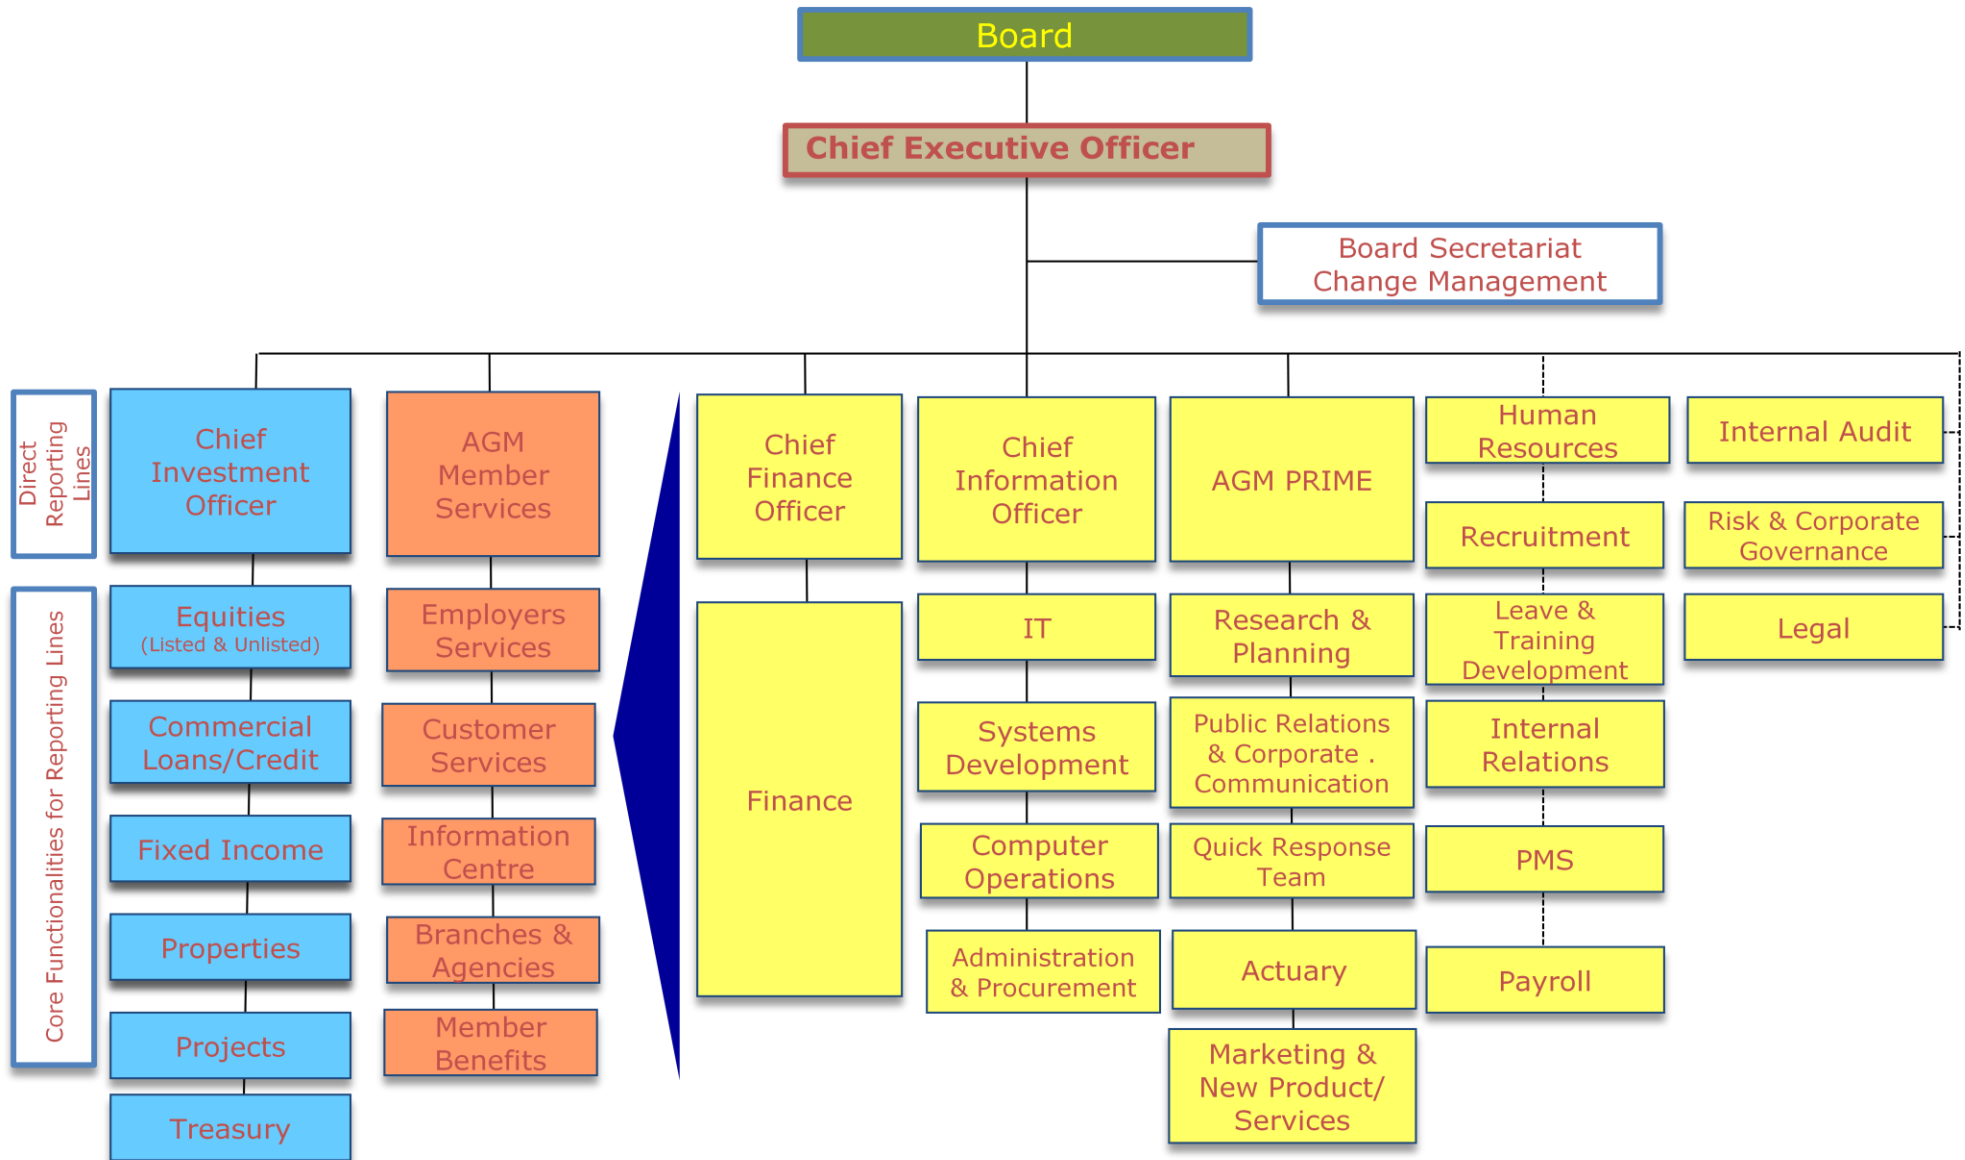 Board
Chief Executive Officer
Board Secretariat
Change Management
Direct
Reporting
Lines
Chief
Investment
Officer
AGM
Member
Services
Chief
Finance
Officer
Chief
Information
Officer
AGM PRIME
Human
Resources
Internal Audit
Recruitment
Risk & Corporate
Governance
Core Functionalities for Reporting Lines
Equities
(Listed & Unlisted)
Employers
Services
Finance
IT
Research &
Planning
Leave &
Training
Development
Legal
Commercial
Loans/Credit
Customer
Services
Systems
Development
Public Relations
& Corporate .
Communication
Internal
Relations
Fixed Income
Information
Centre
Computer
Operations
Quick Response
Team
PMS
Properties
Branches &
Agencies
Administration
& Procurement
Actuary
Payroll
Projects
Member
Benefits
Marketing &
New Product/
Services
Treasury